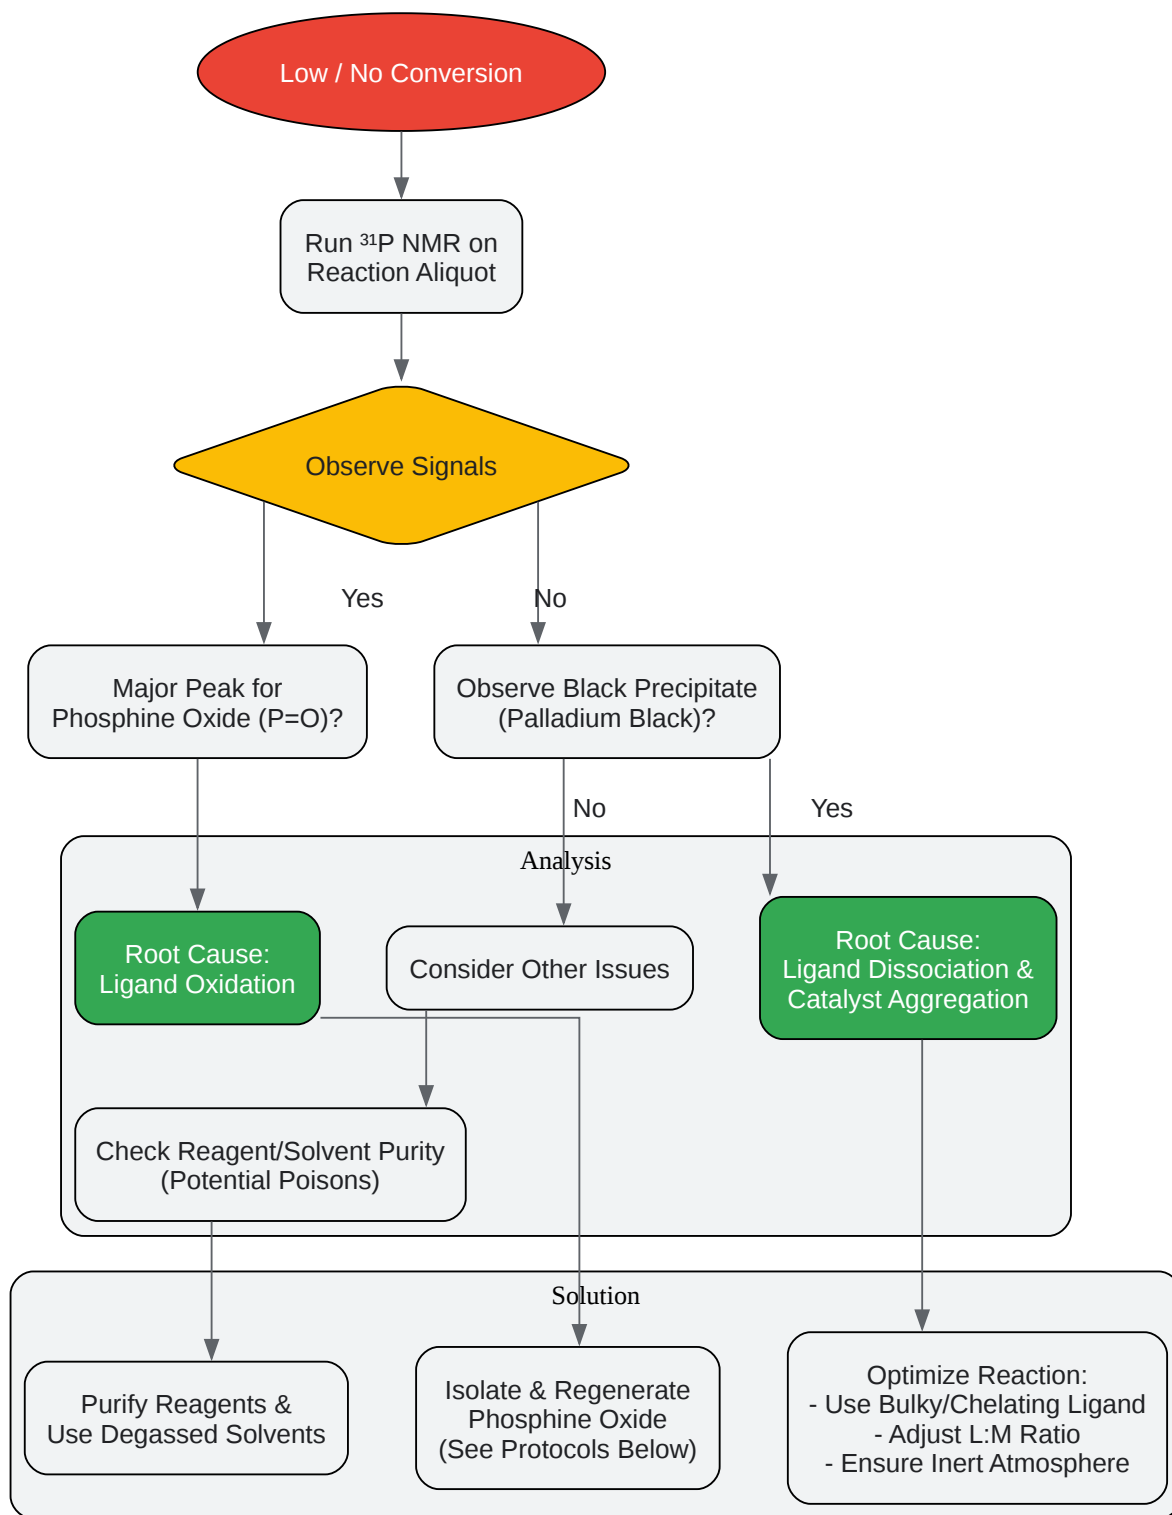 Low / No Conversion
Run ³¹P NMR on
Reaction Aliquot
Observe Signals
Yes
No
Major Peak for
Phosphine Oxide (P=O)?
Observe Black Precipitate
(Palladium Black)?
No
Yes
Analysis
Root Cause:
Ligand Oxidation
Consider Other Issues
Root Cause:
Ligand Dissociation &
Catalyst Aggregation
Check Reagent/Solvent Purity
(Potential Poisons)
Solution
Purify Reagents &
Use Degassed Solvents
Isolate & Regenerate
Phosphine Oxide
(See Protocols Below)
Optimize Reaction:
- Use Bulky/Chelating Ligand
- Adjust L:M Ratio
- Ensure Inert Atmosphere